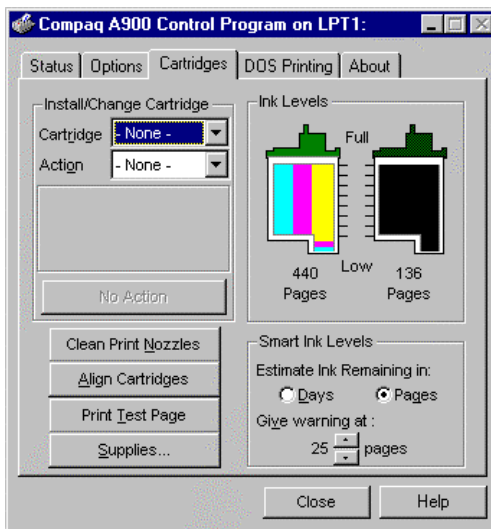 Compaq A900 Control Program on LPT1:
Status Options Cartridges DOS Printing About
Install/Change Cartridge
Cartridge - None -
Action - None -
No Action
Clean Print Nozzles
Align Cartridges
Print Test Page
Supplies...
Ink Levels
Full
Low
440 Pages
136 Pages
Smart Ink Levels
Estimate Ink Remaining in:
Days Pages
Give warning at :
25 pages
Close Help